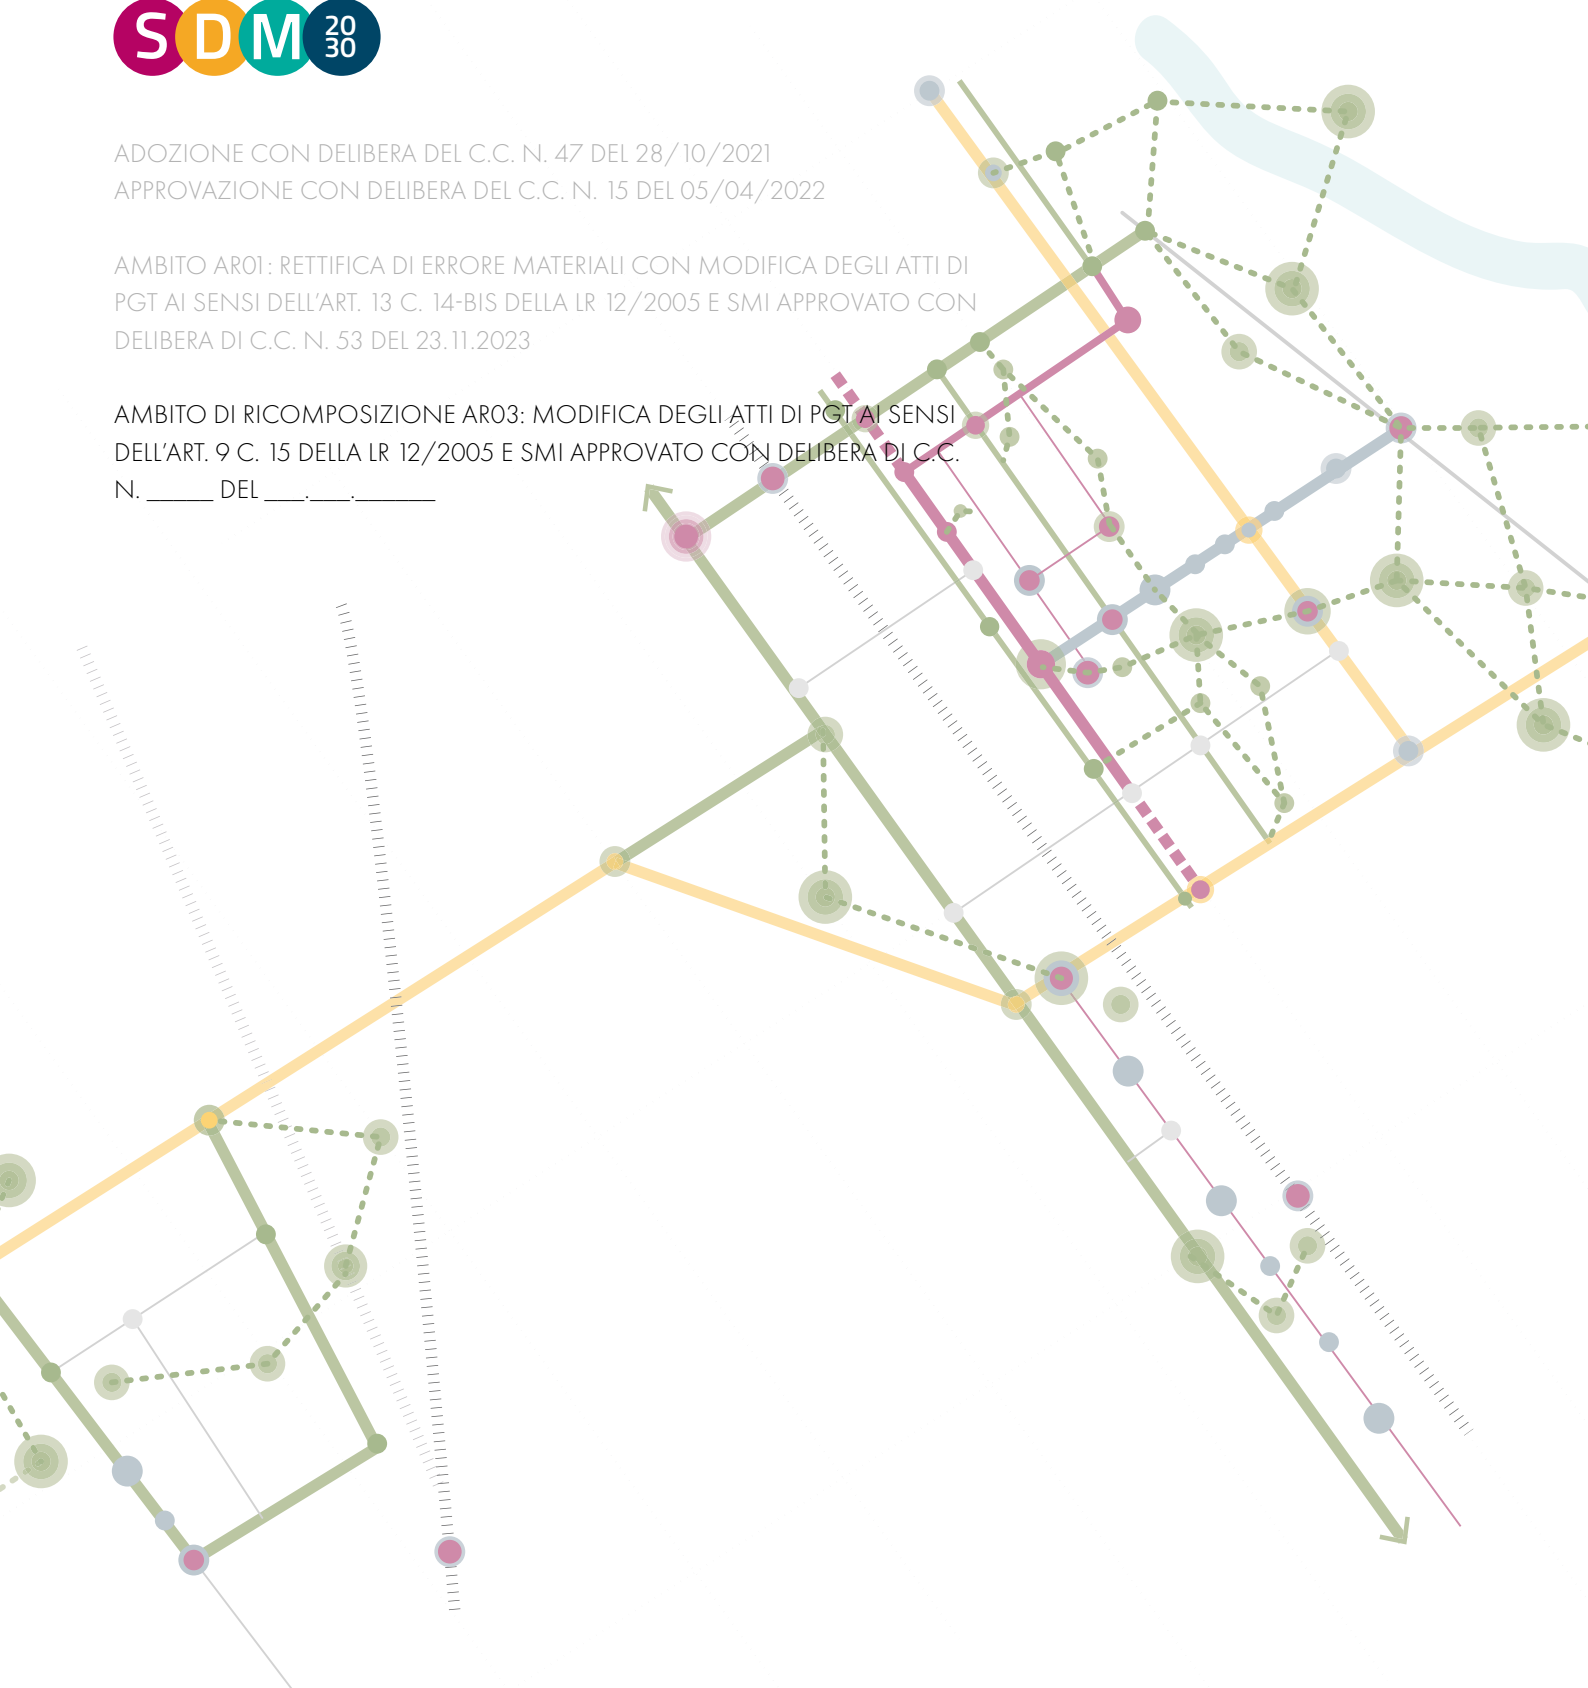 SDM 20
30
ADOZIONE CON DELIBERA DEL C.C. N. 47 DEL 28/10/2021
APPROVAZIONE CON DELIBERA DEL C.C. N. 15 DEL 05/04/2022
AMBITO AR01: RETTIFICA DI ERRORE MATERIALI CON MODIFICA DEGLI ATTI DI
PGT AI SENSI DELL'ART. 13 C. 14-BIS DELLA LR 12/2005 E SMI APPROVATO CON
DELIBERA DI C.C. N. 53 DEL 23.11.2023
AMBITO DI RICOMPOSIZIONE AR03: MODIFICA DEGLI ATTI DI PGT AI SENSI
DELL'ART. 9 C. 15 DELLA LR 12/2005 E SMI APPROVATO CON DELIBERA DI C.C.
N. _____ DEL ___.___.______